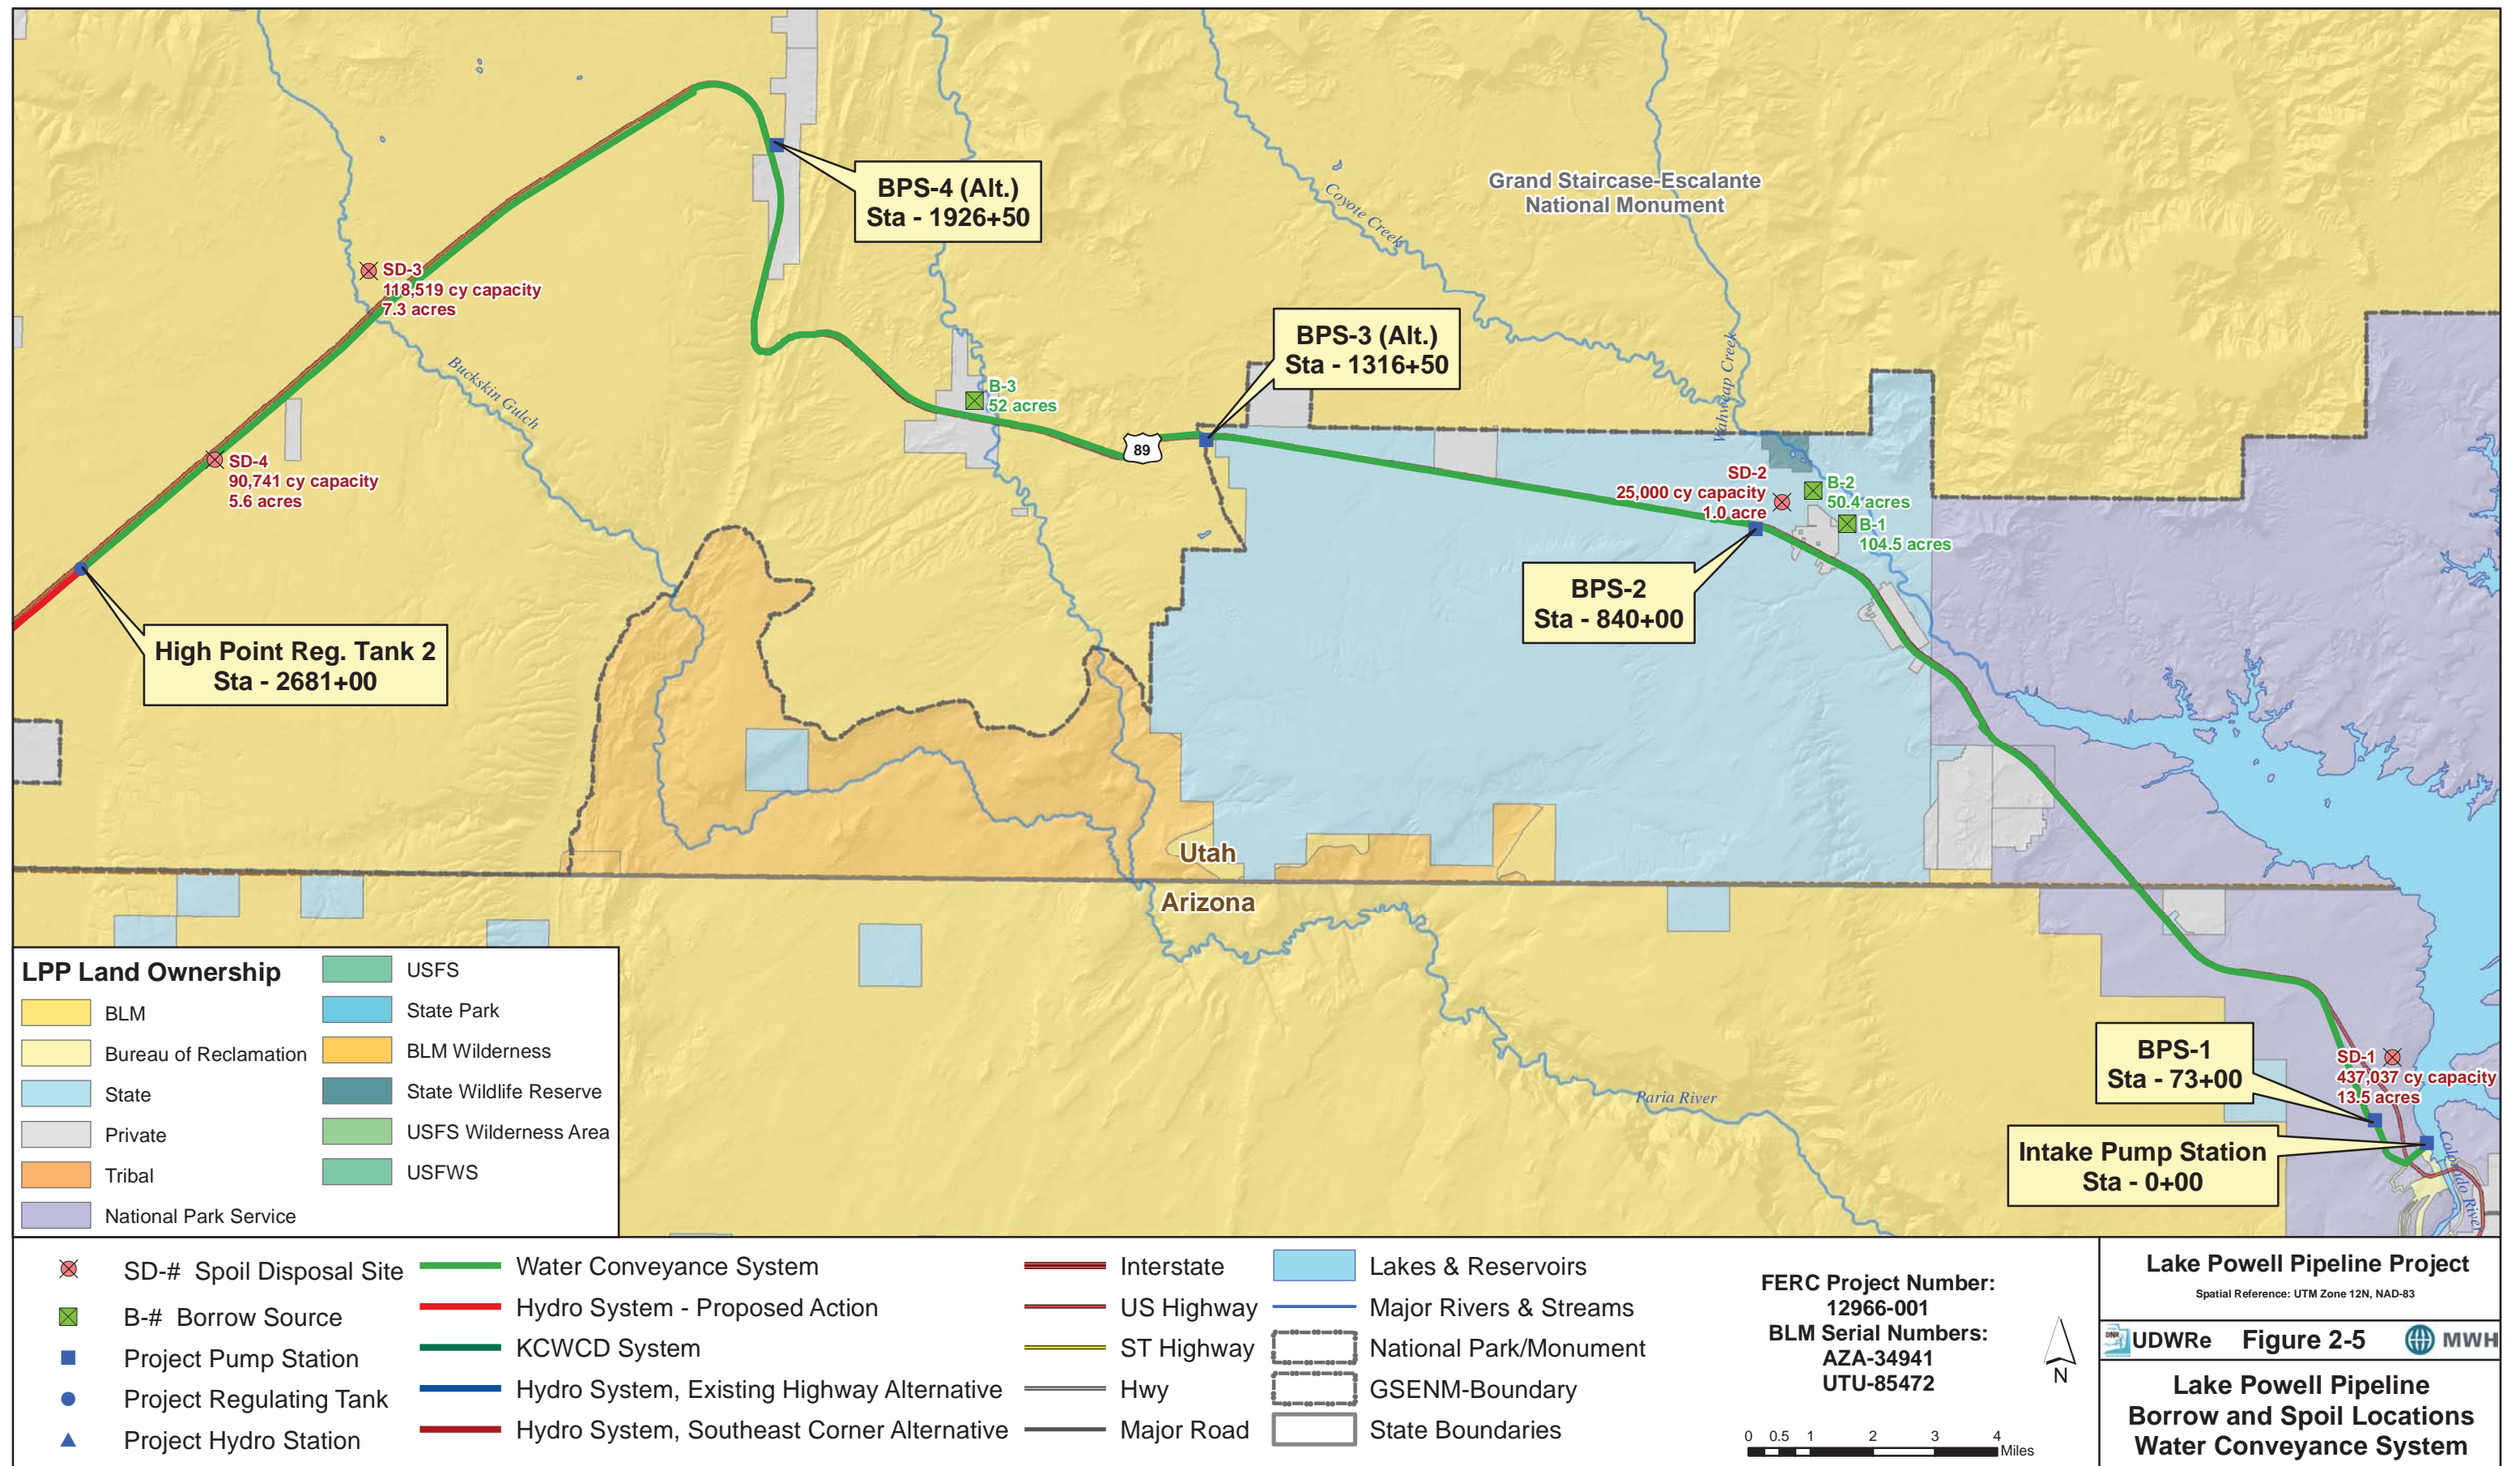 BPS-4 (Alt.)
Sta - 1926+50
Grand Staircase-Escalante
National Monument
Coyote Creek
SD-3
118,519 cy capacity
7.3 acres
BPS-3 (Alt.)
Sta - 1316+50
Wahweap Creek
Buckskin Gulch
B-3
52 acres
89
SD-4
90,741 cy capacity
5.6 acres
SD-2
25,000 cy capacity
1.0 acre
B-2
50.4 acres
B-1
104.5 acres
BPS-2
Sta - 840+00
High Point Reg. Tank 2
Sta - 2681+00
Utah
Arizona
BPS-1
Sta - 73+00
SD-1
437,037 cy capacity
13.5 acres
Paria River
Intake Pump Station
Sta - 0+00
Colorado River
LPP Land Ownership
BLM
Bureau of Reclamation
State
Private
Tribal
National Park Service
USFS
State Park
BLM Wilderness
State Wildlife Reserve
USFS Wilderness Area
USFWS
SD-# Spoil Disposal Site
B-# Borrow Source
Project Pump Station
Project Regulating Tank
Project Hydro Station
Water Conveyance System
Hydro System - Proposed Action
KCWCD System
Hydro System, Existing Highway Alternative
Hydro System, Southeast Corner Alternative
Interstate
US Highway
ST Highway
Hwy
Major Road
Lakes & Reservoirs
Major Rivers & Streams
National Park/Monument
GSENM-Boundary
State Boundaries
FERC Project Number:
12966-001
BLM Serial Numbers:
AZA-34941
UTU-85472
N
0 0.5 1 2 3 4
Miles
Lake Powell Pipeline Project
Spatial Reference: UTM Zone 12N, NAD-83
UDWRe Figure 2-5 MWH
Lake Powell Pipeline
Borrow and Spoil Locations
Water Conveyance System